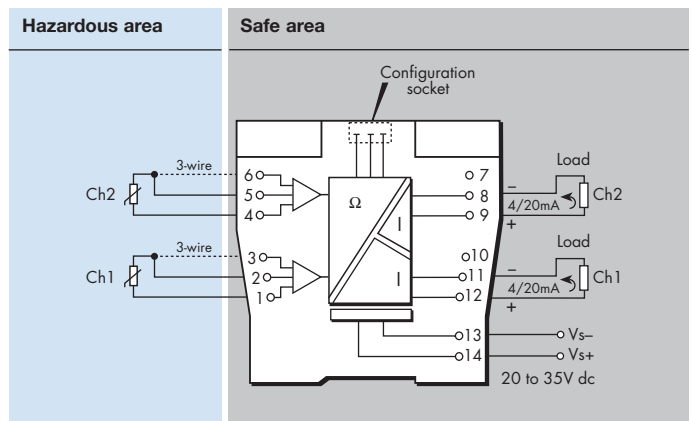 Hazardous area
Safe area
Configuration
socket
3-wire
6
5
4
Ch2
Ω
7
8
9
–
4/20mA
+
Load
Ch2
3-wire
3
2
1
Ch1
I
I
10
11
12
–
4/20mA
+
Load
Ch1
13
Vs–
14
Vs+
20 to 35V dc